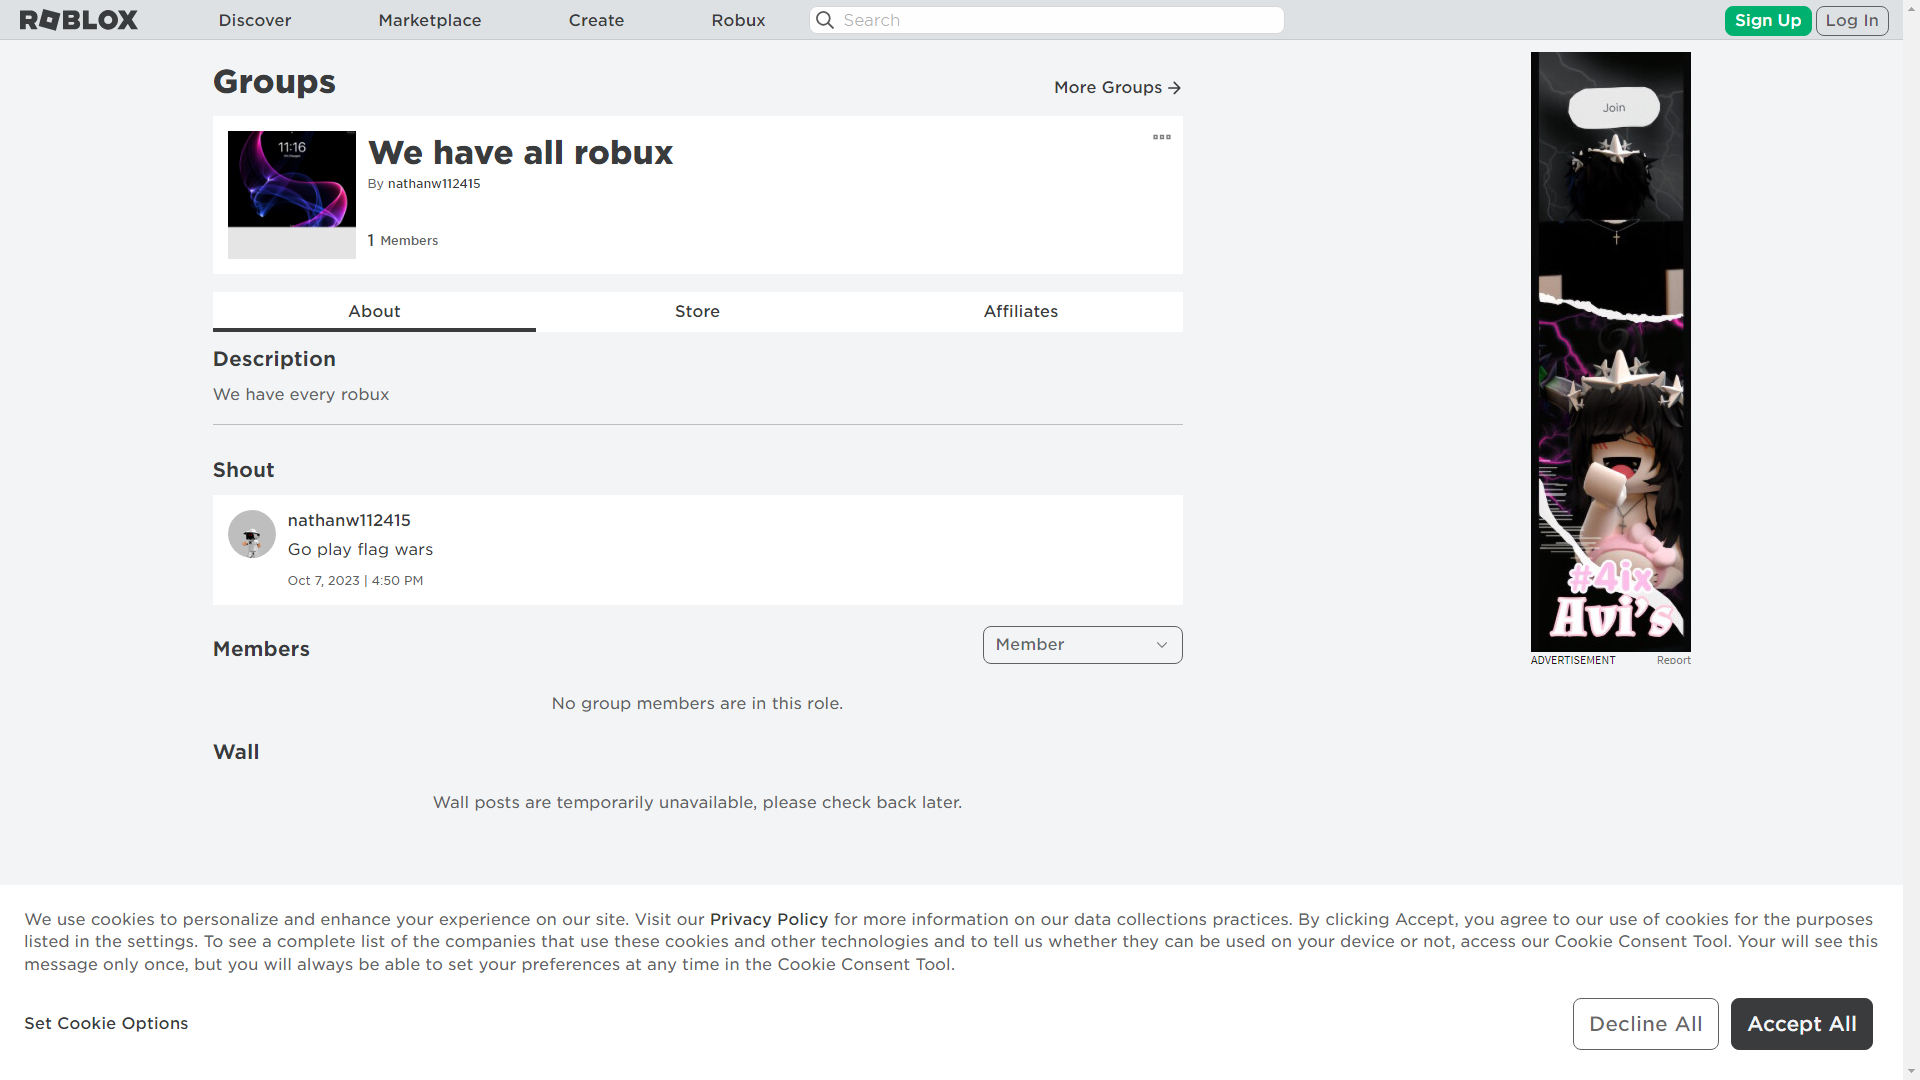 ROBLOX
Discover
Marketplace
Create
Robux
Search
Sign Up
Log In
Groups
More Groups
11:16
We have all robux
By nathanw112415
1 Members
About
Store
Affiliates
Description
We have every robux
Shout
nathanw112415
Go play flag wars
Oct 7, 2023 | 4:50 PM
Members
Member
No group members are in this role.
Wall
Wall posts are temporarily unavailable, please check back later.
Join
#4ix
Avi's
ADVERTISEMENT
Report
We use cookies to personalize and enhance your experience on our site. Visit our Privacy Policy for more information on our data collections practices. By clicking Accept, you agree to our use of cookies for the purposes
listed in the settings. To see a complete list of the companies that use these cookies and other technologies and to tell us whether they can be used on your device or not, access our Cookie Consent Tool. Your will see this
message only once, but you will always be able to set your preferences at any time in the Cookie Consent Tool.
Set Cookie Options
Decline All
Accept All